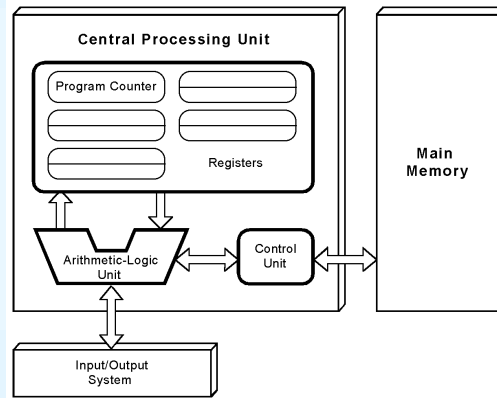 Central Processing Unit
Program Counter
Registers
Main
Memory
Arithmetic-Logic
Unit
Control
Unit
Input/Output
System